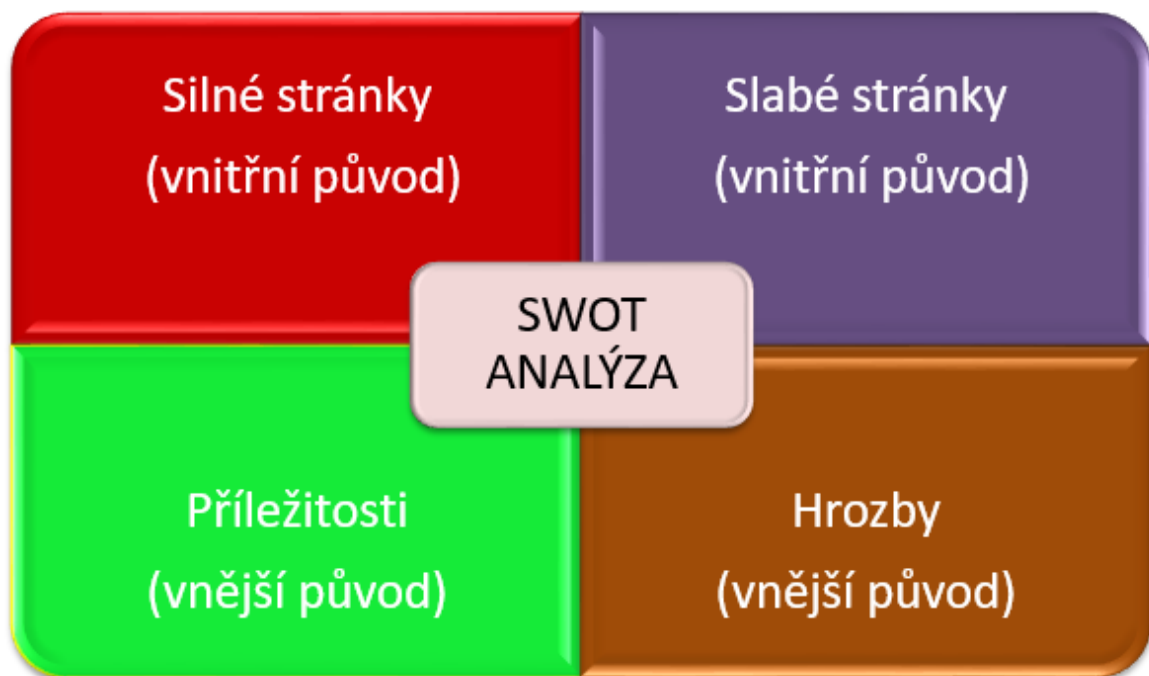 Silné stránky
(vnitřní původ)
Slabé stránky
(vnitřní původ)
SWOT
ANALÝZA
Příležitosti
(vnější původ)
Hrozby
(vnější původ)